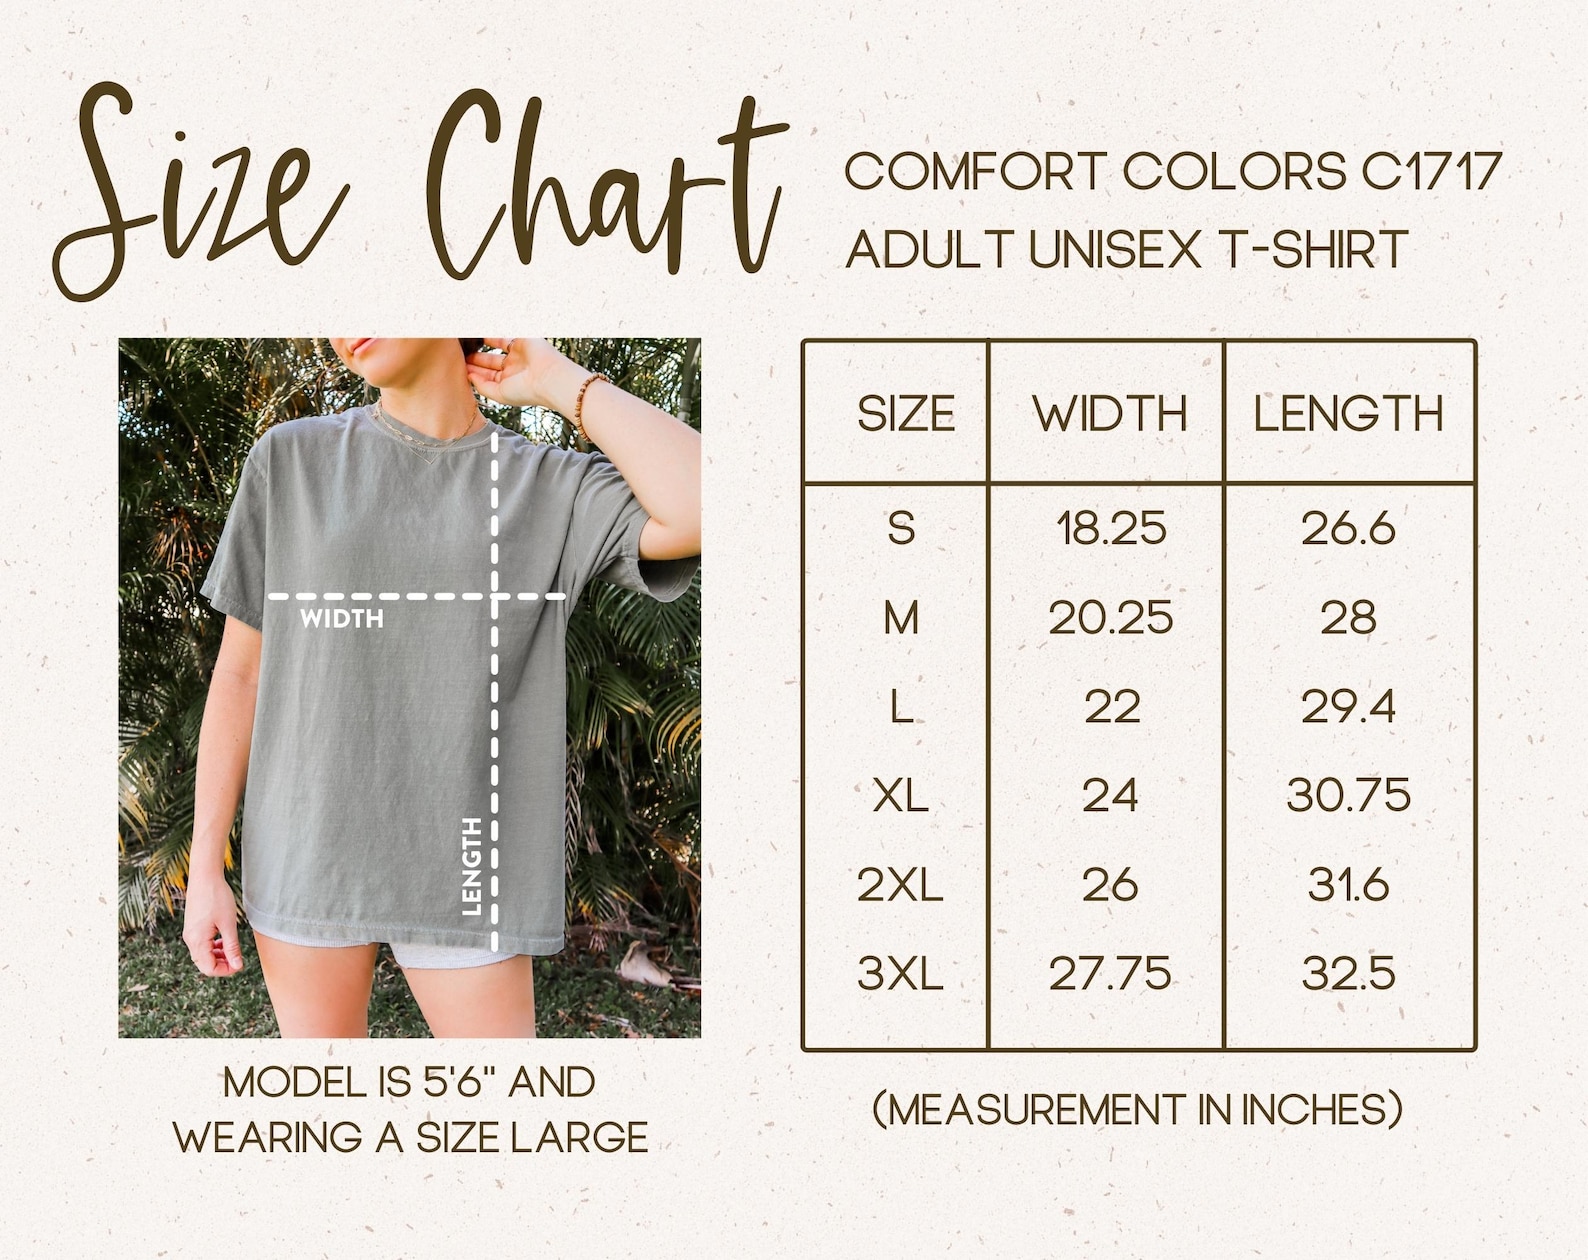 Size Chart
COMFORT COLORS C1717
ADULT UNISEX T-SHIRT
WIDTH
LENGTH
MODEL IS 5'6" AND
WEARING A SIZE LARGE
SIZE WIDTH LENGTH
S 18.25 26.6
M 20.25 28
L 22 29.4
XL 24 30.75
2XL 26 31.6
3XL 27.75 32.5
(MEASUREMENT IN INCHES)